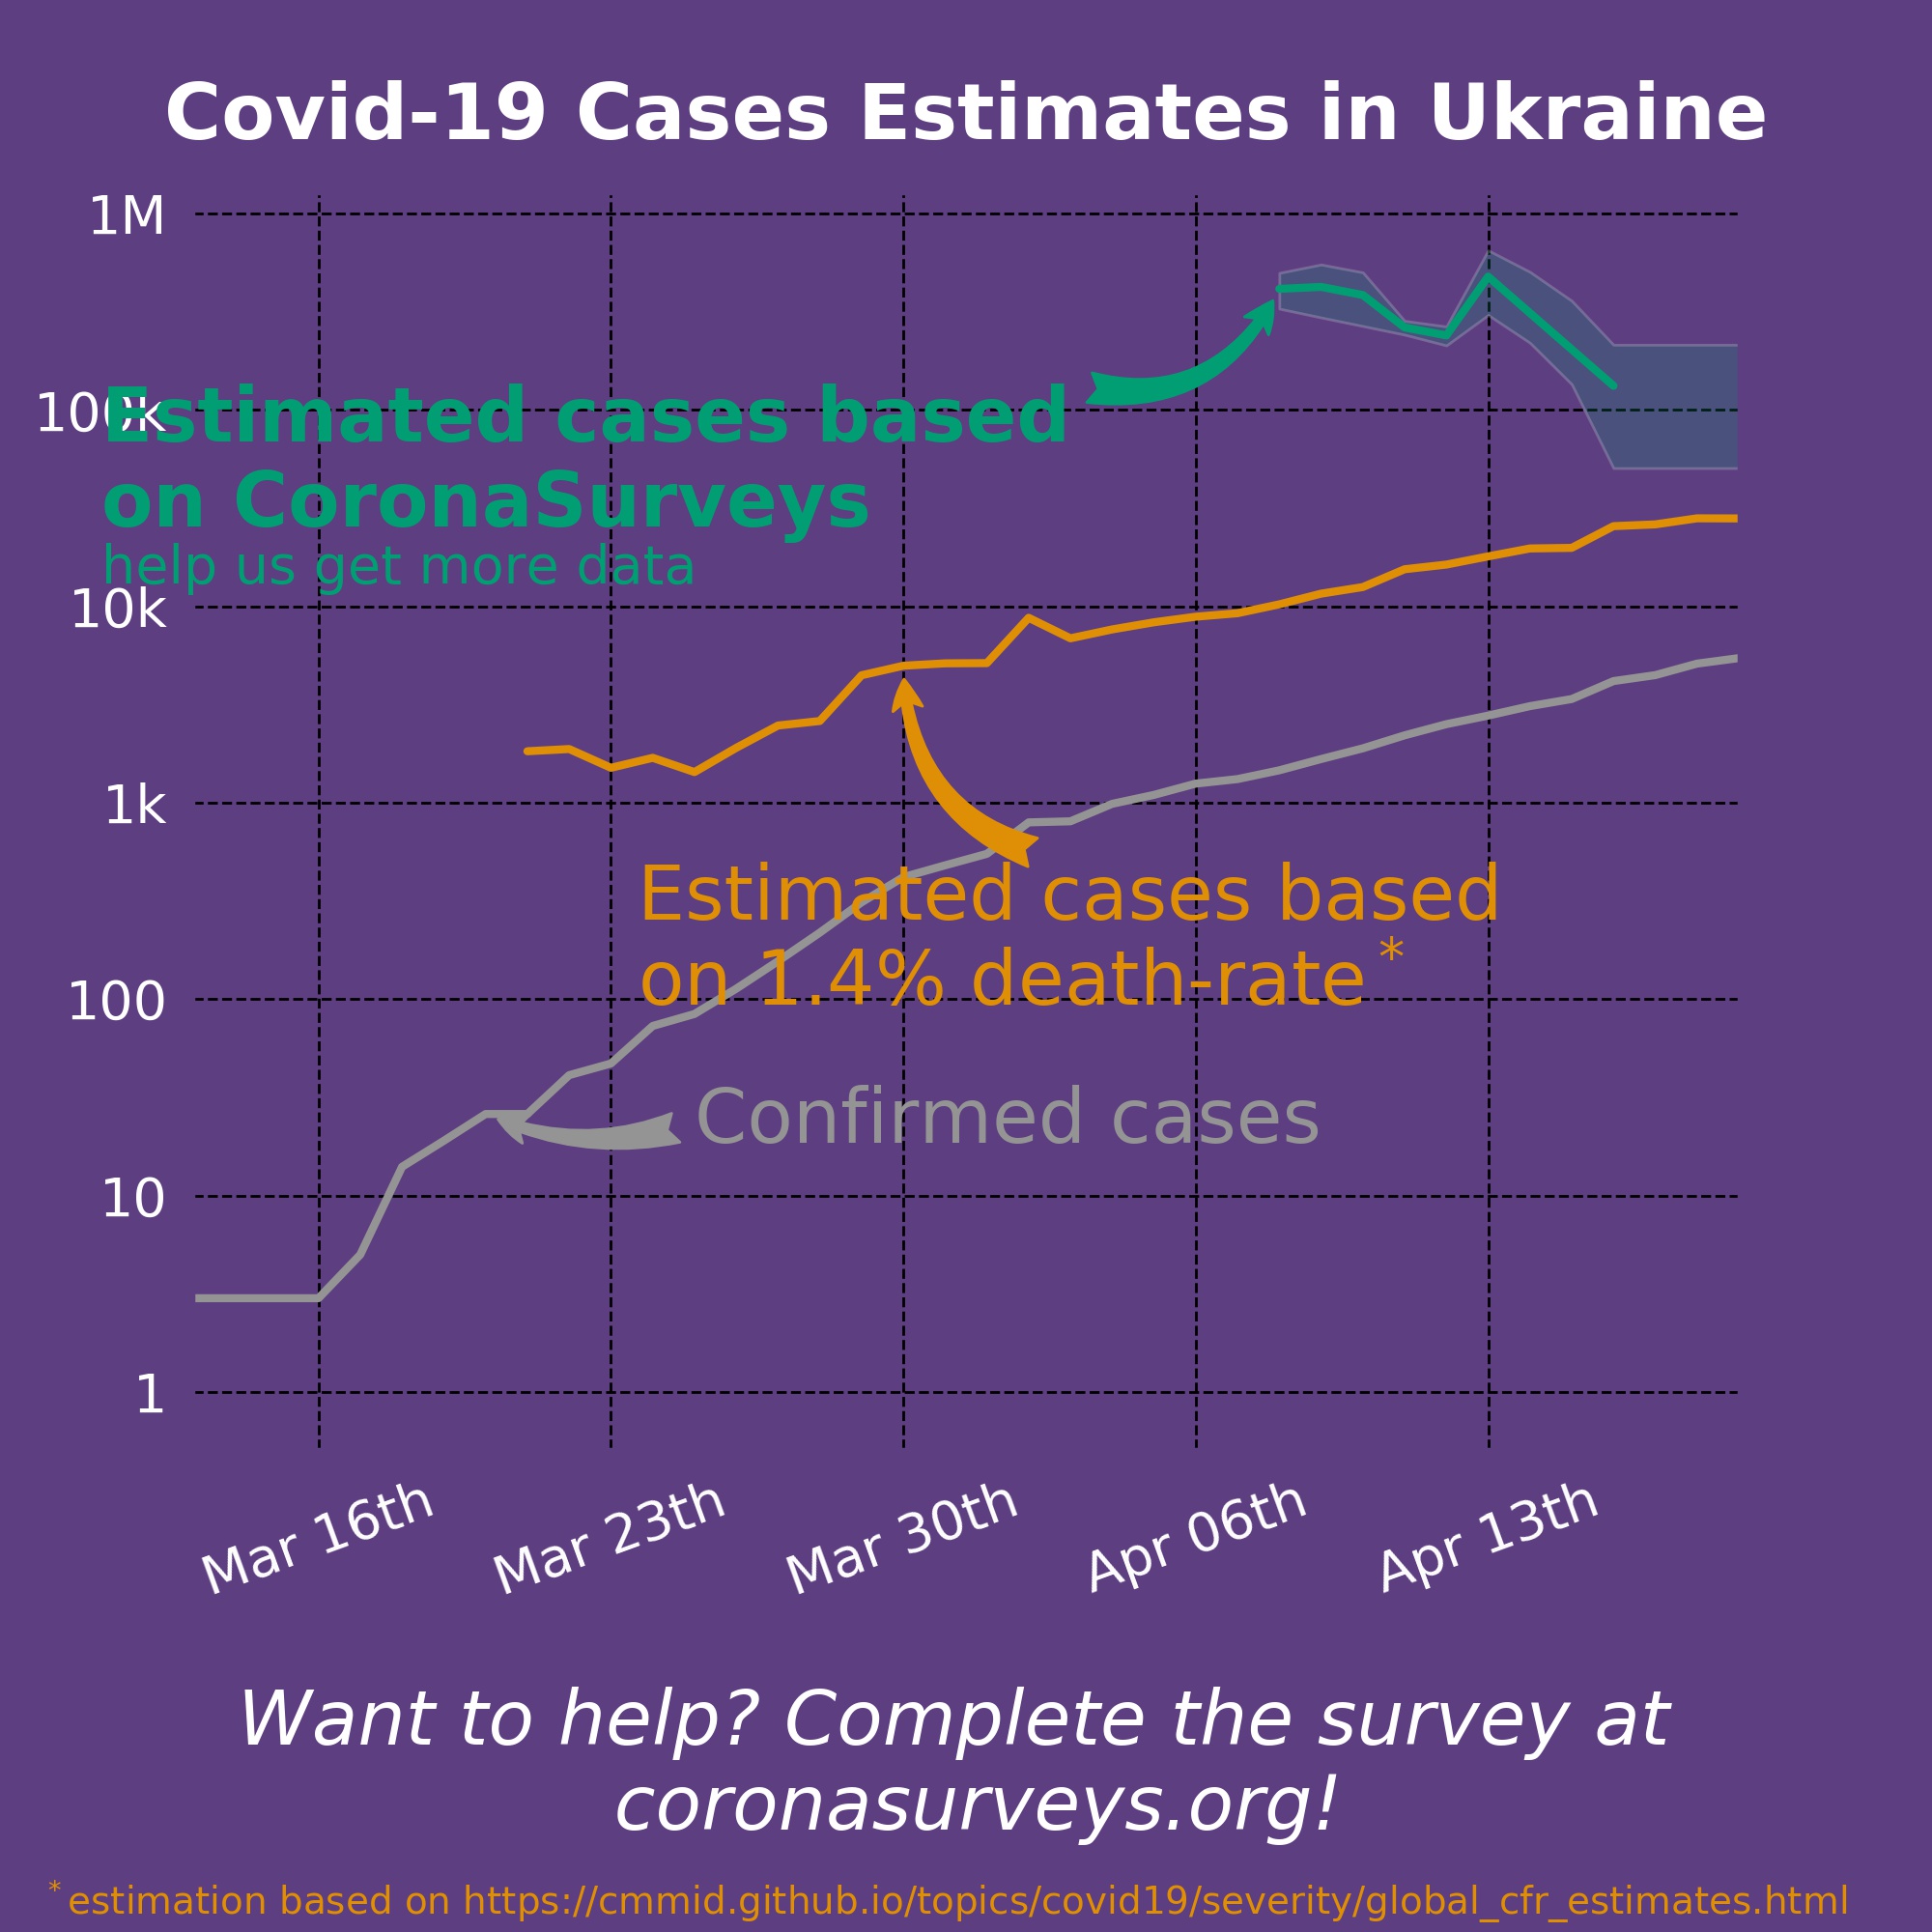 Covid-19 Cases Estimates in Ukraine
1M
100k
Estimated cases based
on CoronaSurveys
help us get more data
10k
1k
Estimated cases based
on 1.4% death-rate*
100
Confirmed cases
10
1
Mar 16th
Mar 23th
Mar 30th
Apr 06th
Apr 13th
Want to help? Complete the survey at
coronasurveys.org!
*estimation based on https://cmmid.github.io/topics/covid19/severity/global_cfr_estimates.html